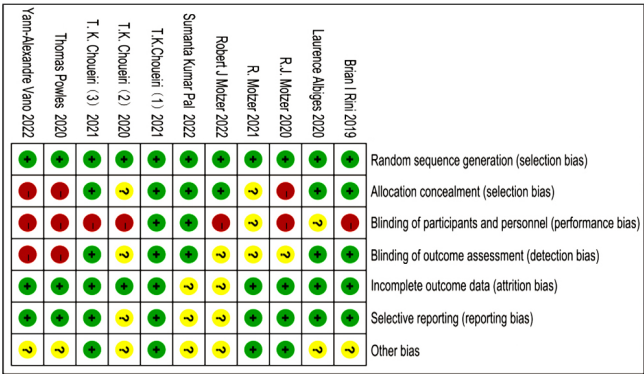 Yann-Alexandre Vano 2022
Thomas Powles 2020
T. K. Choueiri（3）2021
T.K. Choueiri（2）2020
T.K.Choueiri（1）2021
Sumanta Kumar Pal 2022
Robert J Motzer 2022
R. Motzer 2021
R.J. Motzer 2020
Laurence Albiges 2020
Brian I Rini 2019
+ + + + + + + + + + + Random sequence generation (selection bias)
– – + ? + + + ? – + + Allocation concealment (selection bias)
– – – – + + – ? – ? – Blinding of participants and personnel (performance bias)
– – + ? + + ? ? ? + + Blinding of outcome assessment (detection bias)
+ + + + + ? ? + + + + Incomplete outcome data (attrition bias)
+ + + ? + ? ? + + + + Selective reporting (reporting bias)
? ? + ? + ? ? + + ? ? Other bias